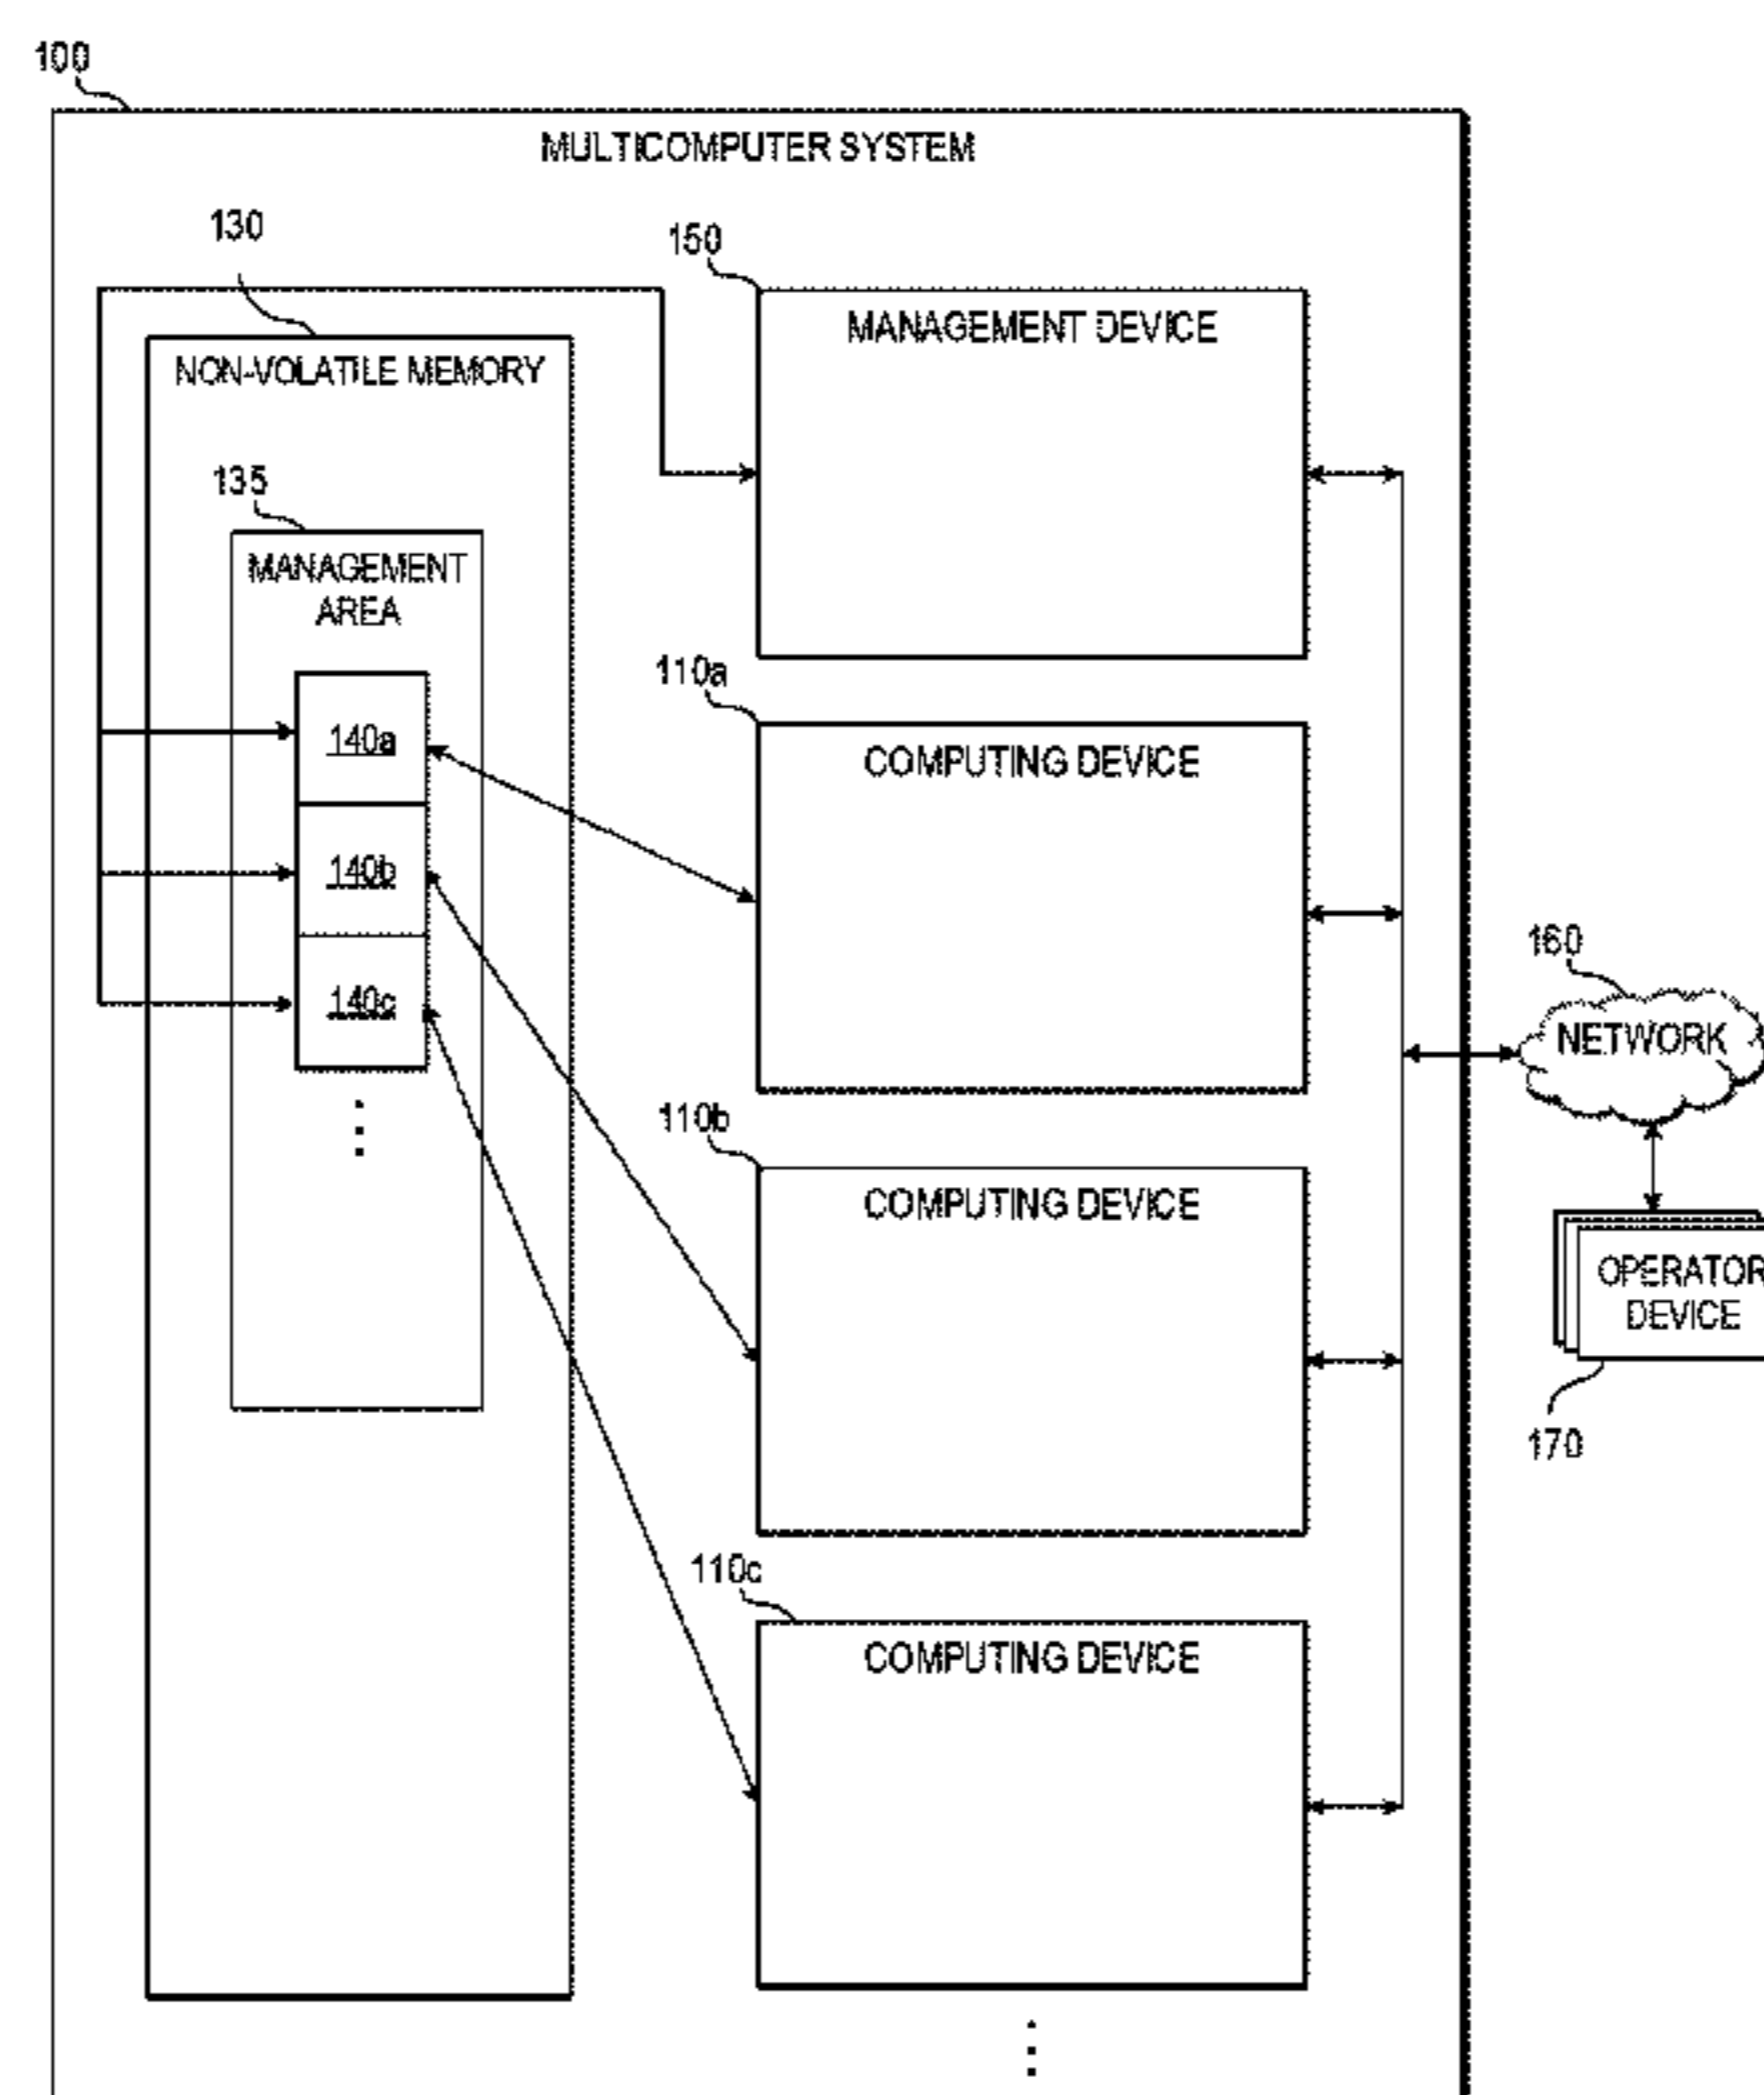 100
MULTICOMPUTER SYSTEM
130
150
MANAGEMENT DEVICE
NON-VOLATILE MEMORY
135
MANAGEMENT
AREA
110a
140a
COMPUTING DEVICE
140b
160
140c
NETWORK
110b
COMPUTING DEVICE
OPERATOR
DEVICE
170
110c
COMPUTING DEVICE